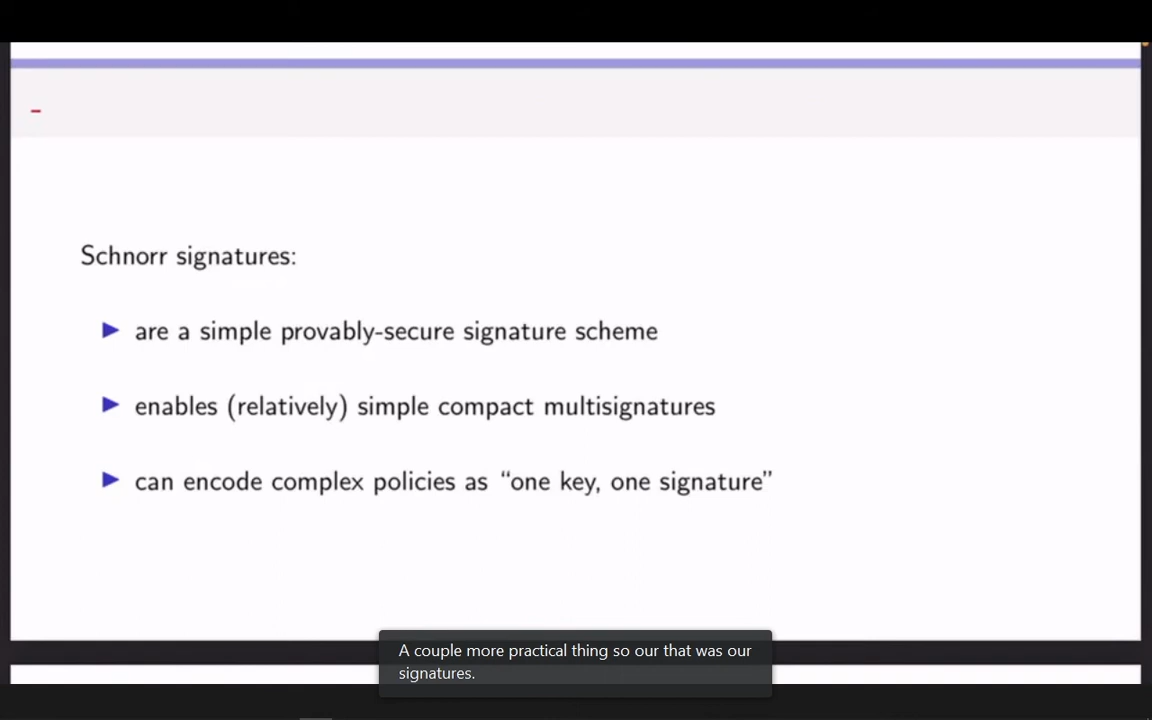 -
Schnorr signatures:
▶ are a simple provably-secure signature scheme
▶ enables (relatively) simple compact multisignatures
▶ can encode complex policies as “one key, one signature”
A couple more practical thing so our that was our
signatures.